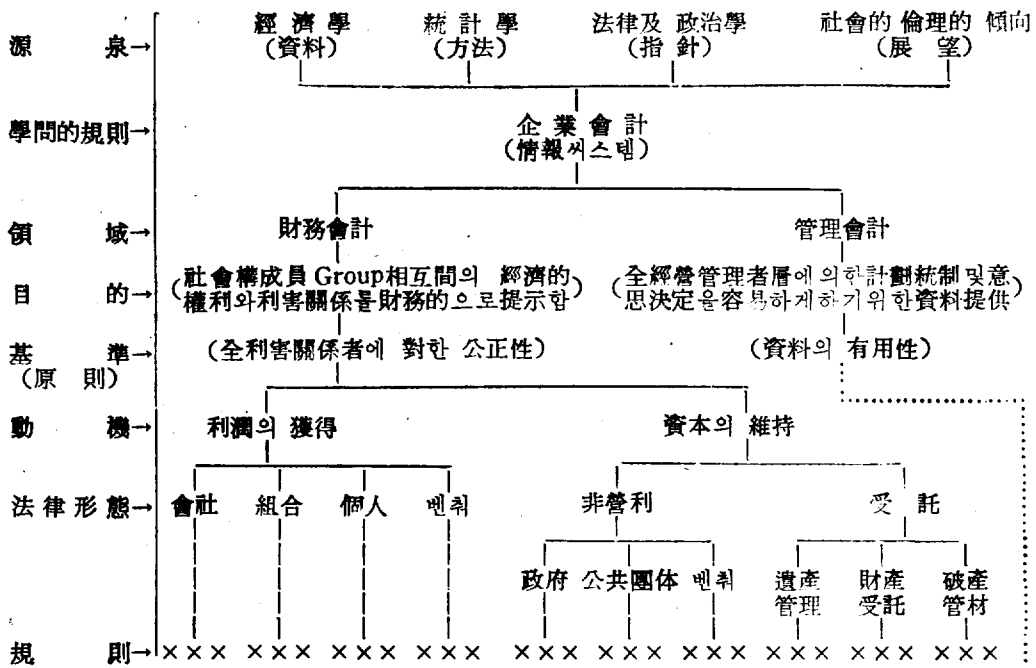 經濟學 統計學 法律及 政治學 社會的 倫理的 傾向
源泉→ (資料) (方法) (指針) (展望)
學問的規則→ 企業會計
(情報씨스템)
領域→ 財務會計 管理會計
目的→ (社會構成員 Group相互間의 經濟的 權利와利害關係를財務的으로提示함) (全經營管理者層에의한計劃統制및意思決定을容易하게하기위한資料提供)
基準→ (全利害關係者에 對한 公正性) (資料의 有用性)
(原則)
動機→ 利潤의 獲得 資本의 維持
法律形態→ 會社 組合 個人 벤취 非營利 受託
政府 公共團体 벤취 遺產 財產 破產
管理 受託 管材
規則→ ××× ××× ××× ××× ××× ××× ××× ××× ××× ×××